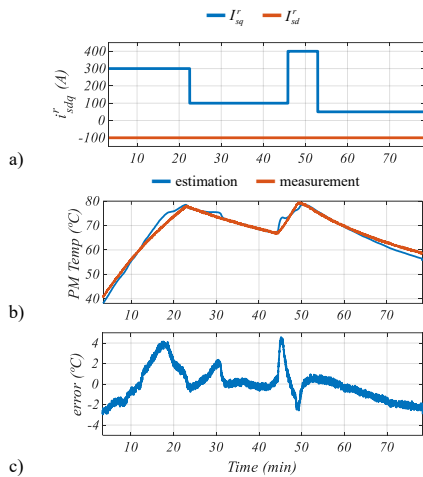 I^r_sq I^r_sd
400
300
200
100
0
-100
i^r_sdq (A)
10 20 30 40 50 60 70
a)
estimation measurement
80
70
60
50
40
PM Temp (ºC)
10 20 30 40 50 60 70
b)
4
2
0
-2
-4
error (ºC)
10 20 30 40 50 60 70
c)
Time (min)